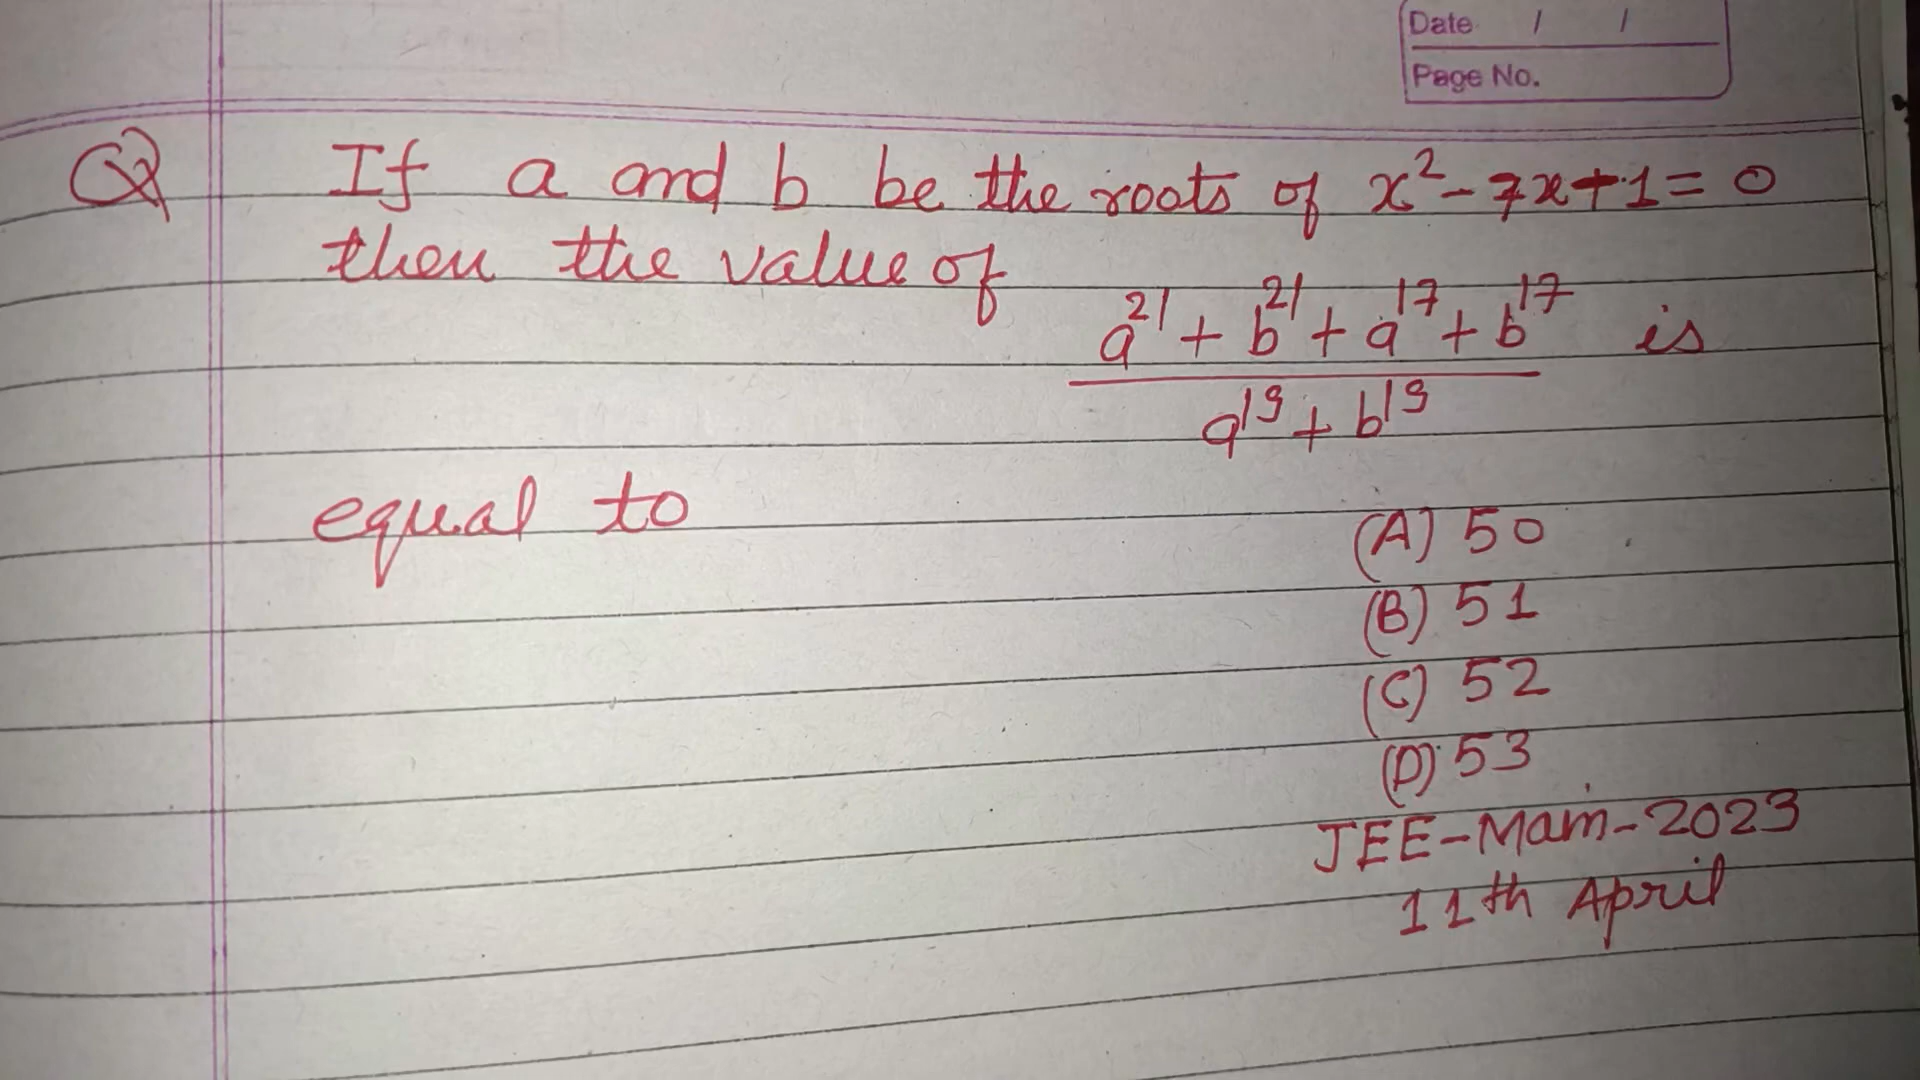 Date / /
Page No.
Q If a and b be the roots of x²-7x+1=0
then the value of
a²¹ + b²¹ + a¹⁷ + b¹⁷ is
a¹⁹ + b¹⁹
equal to
(A) 50
(B) 51
(C) 52
(D) 53
JEE-Main-2023
11th April